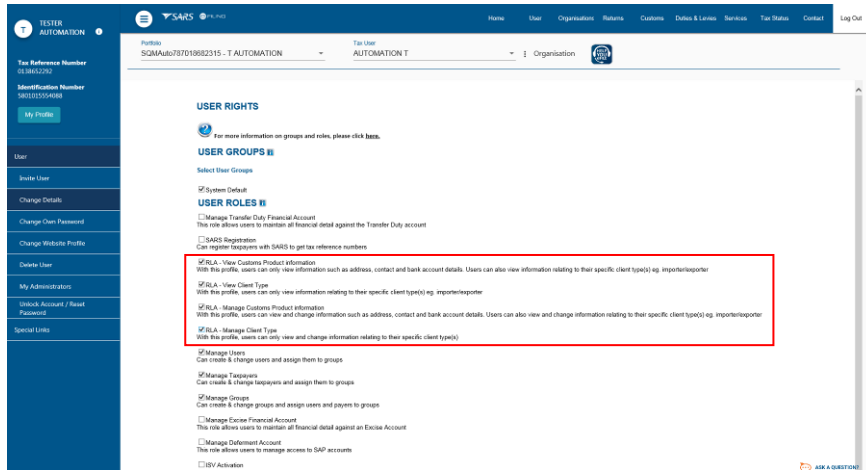 T
TESTER
AUTOMATION
Tax Reference Number
0138652292
Identification Number
5801015554088
My Profile
User
Invite User
Change Details
Change Own Password
Change Website Profile
Delete User
My Administrators
Unlock Account / Reset
Password
Special Links
SARS eFILING
Home User Organisations Returns Customs Duties & Levies Services Tax Status Contact Log Out
Portfolio
SQMAuto787018682315 - T AUTOMATION
Tax User
AUTOMATION T
Organisation
USER RIGHTS
For more information on groups and roles, please click here.
USER GROUPS
Select User Groups
System Default
USER ROLES
Manage Transfer Duty Financial Account
This role allows users to maintain all financial detail against the Transfer Duty account
SARS Registration
Can register taxpayers with SARS to get tax reference numbers
RLA - View Customs Product information
With this profile, users can only view information such as address, contact and bank account details. Users can also view information relating to their specific client type(s) eg. importer/exporter
RLA - View Client Type
With this profile, users can only view information relating to their specific client type(s) eg. importer/exporter
RLA - Manage Customs Product information
With this profile, users can view and change information such as address, contact and bank account details. Users can also view and change information relating to their specific client type(s) eg. importer/exporter
RLA - Manage Client Type
With this profile, users can only view and change information relating to their specific client type(s)
Manage Users
Can create & change users and assign them to groups
Manage Taxpayers
Can create & change taxpayers and assign them to groups
Manage Groups
Can create & change groups and assign users and payers to groups
Manage Excise Financial Account
This role allows users to maintain all financial detail against an Excise Account
Manage Deferment Account
This role allows users to manage access to SAP accounts
ISV Activation
ASK A QUESTION?